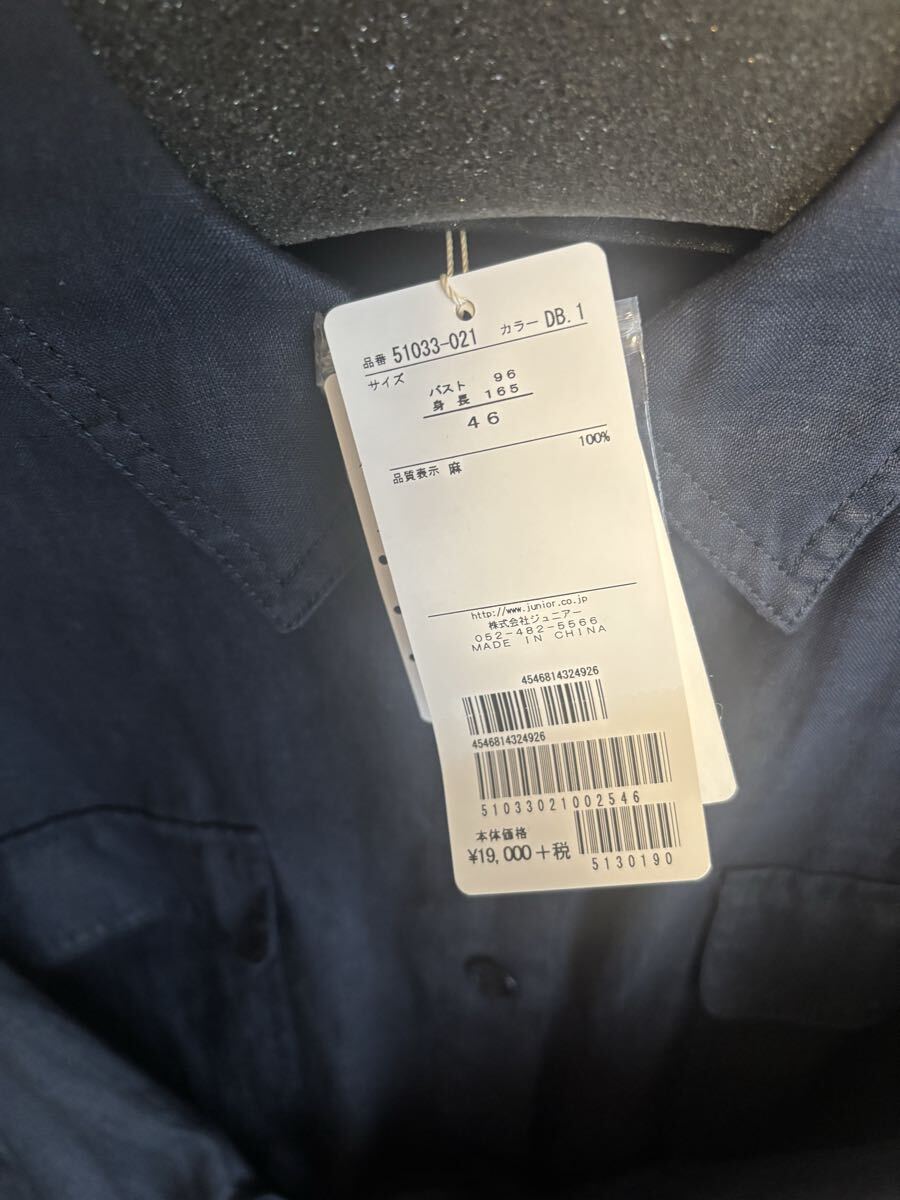 品番 51033-021 カラー DB.1
サイズ
バスト 96
身長 165
46
100%
品質表示 麻
http://www.junior.co.jp
株式会社ジュニアー
052-482-5566
MADE IN CHINA
4546814324926
4546814324926
51033021002546
本体価格
¥19,000+税
5130190